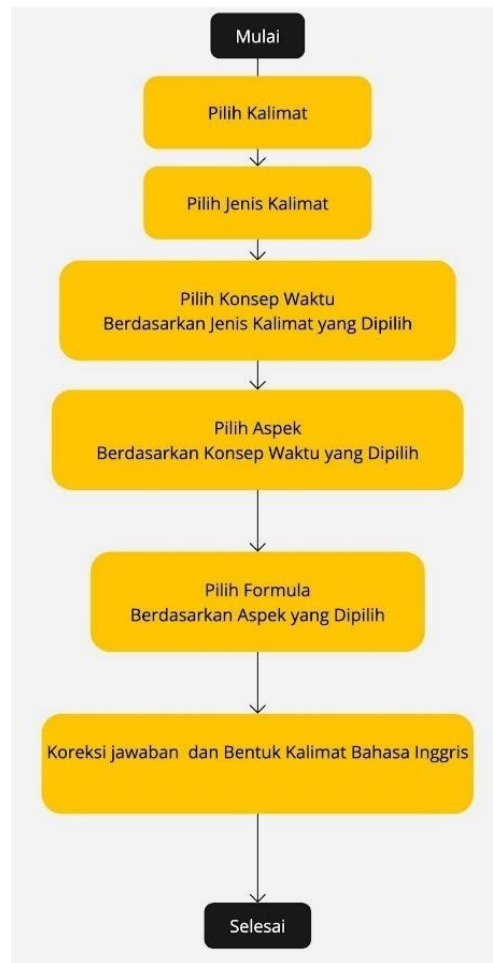 Mulai
Pilih Kalimat
Pilih Jenis Kalimat
Pilih Konsep Waktu
Berdasarkan Jenis Kalimat yang Dipilih
Pilih Aspek
Berdasarkan Konsep Waktu yang Dipilih
Pilih Formula
Berdasarkan Aspek yang Dipilih
Koreksi jawaban dan Bentuk Kalimat Bahasa Inggris
Selesai